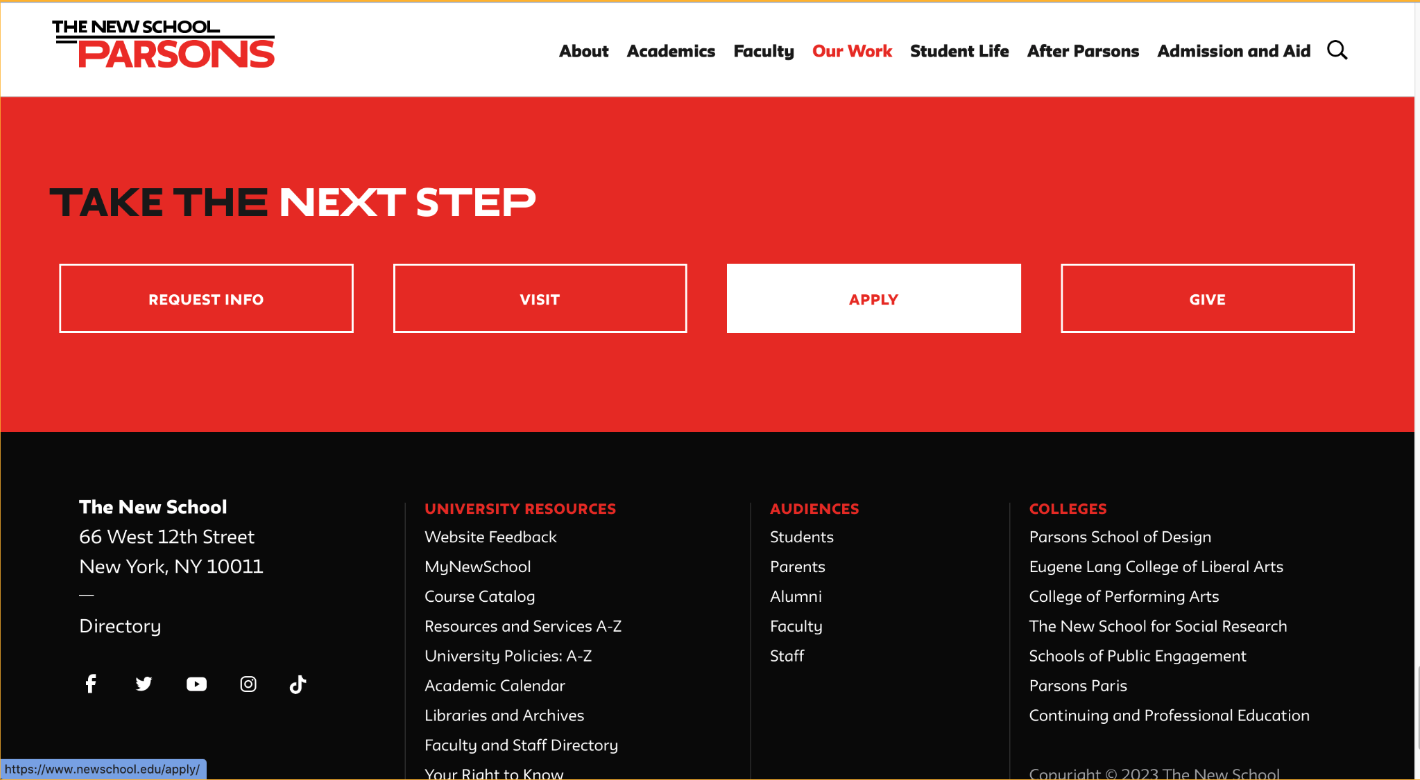 THE NEW SCHOOL
PARSONS
About Academics Faculty Our Work Student Life After Parsons Admission and Aid
TAKE THE NEXT STEP
REQUEST INFO
VISIT
APPLY
GIVE
The New School
66 West 12th Street
New York, NY 10011
—
Directory
UNIVERSITY RESOURCES
Website Feedback
MyNewSchool
Course Catalog
Resources and Services A-Z
University Policies: A-Z
Academic Calendar
Libraries and Archives
Faculty and Staff Directory
Your Right to Know
AUDIENCES
Students
Parents
Alumni
Faculty
Staff
COLLEGES
Parsons School of Design
Eugene Lang College of Liberal Arts
College of Performing Arts
The New School for Social Research
Schools of Public Engagement
Parsons Paris
Continuing and Professional Education
Copyright © 2023 The New School
https://www.newschool.edu/apply/